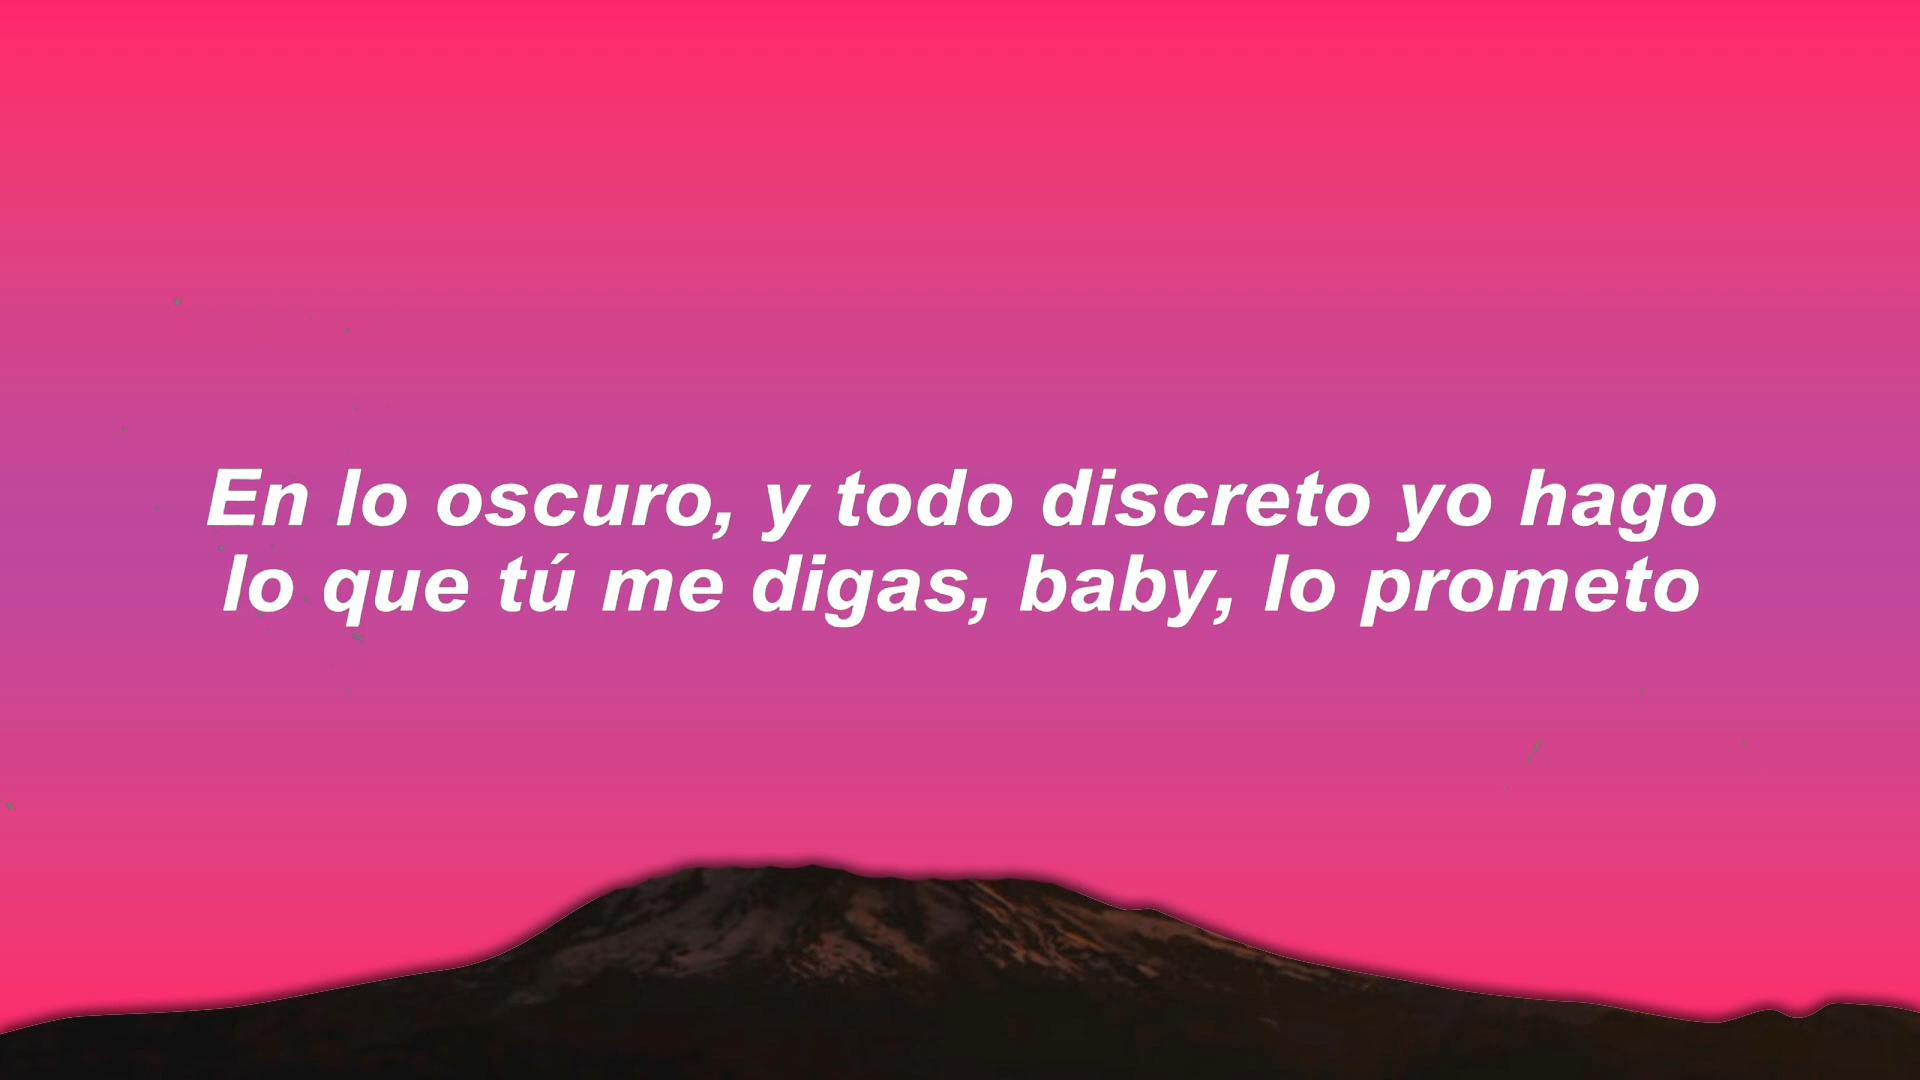 En lo oscuro, y todo discreto yo hago
lo que tú me digas, baby, lo prometo